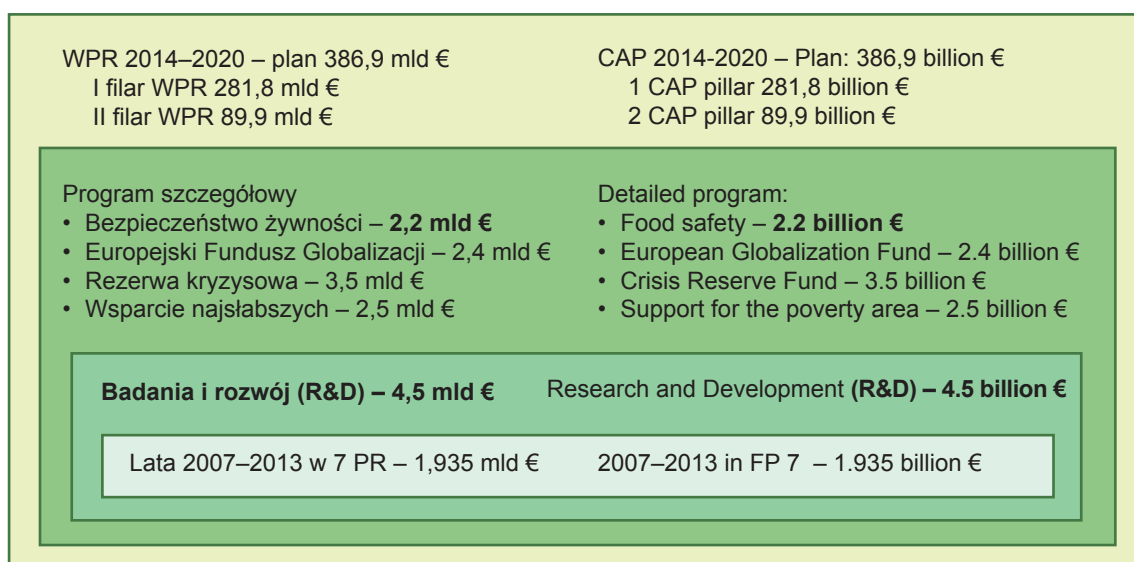 WPR 2014–2020 – plan 386,9 mld €
I filar WPR 281,8 mld €
II filar WPR 89,9 mld €
CAP 2014-2020 – Plan: 386,9 billion €
1 CAP pillar 281,8 billion €
2 CAP pillar 89,9 billion €
Program szczegółowy
• Bezpieczeństwo żywności – 2,2 mld €
• Europejski Fundusz Globalizacji – 2,4 mld €
• Rezerwa kryzysowa – 3,5 mld €
• Wsparcie najsłabszych – 2,5 mld €
Detailed program:
• Food safety – 2.2 billion €
• European Globalization Fund – 2.4 billion €
• Crisis Reserve Fund – 3.5 billion €
• Support for the poverty area – 2.5 billion €
Badania i rozwój (R&D) – 4,5 mld €
Research and Development (R&D) – 4.5 billion €
Lata 2007–2013 w 7 PR – 1,935 mld €
2007–2013 in FP 7 – 1.935 billion €